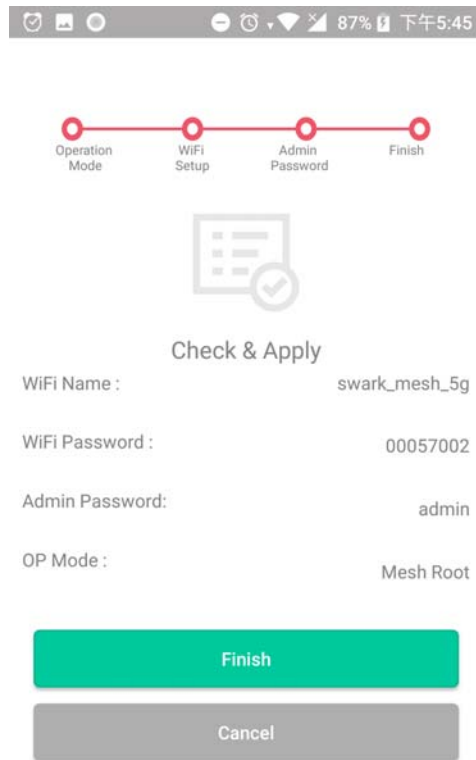 87% 下午5:45
Operation Mode
WiFi Setup
Admin Password
Finish
Check & Apply
WiFi Name : swark_mesh_5g
WiFi Password : 00057002
Admin Password: admin
OP Mode : Mesh Root
Finish
Cancel